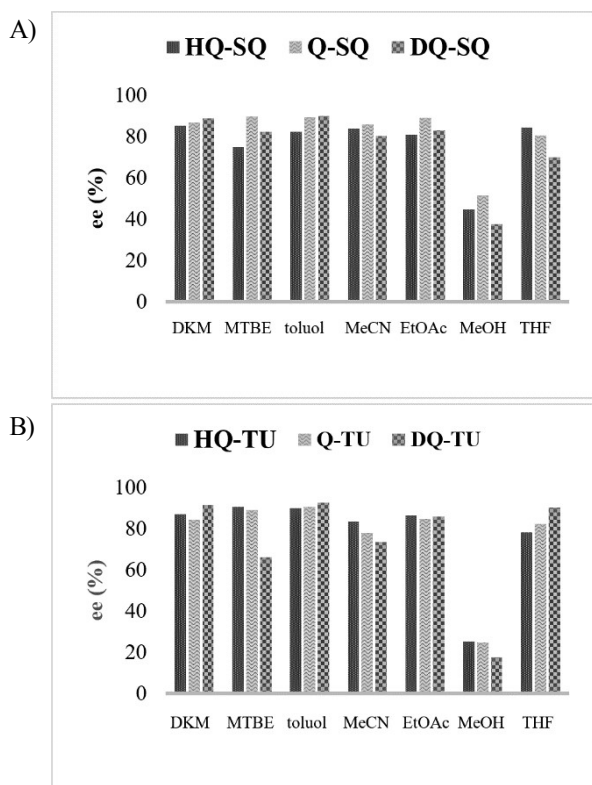 A)
HQ-SQ Q-SQ DQ-SQ
100
80
60
40
20
0
ee (%)
DKM MTBE toluol MeCN EtOAc MeOH THF
B)
HQ-TU Q-TU DQ-TU
100
80
60
40
20
0
ee (%)
DKM MTBE toluol MeCN EtOAc MeOH THF